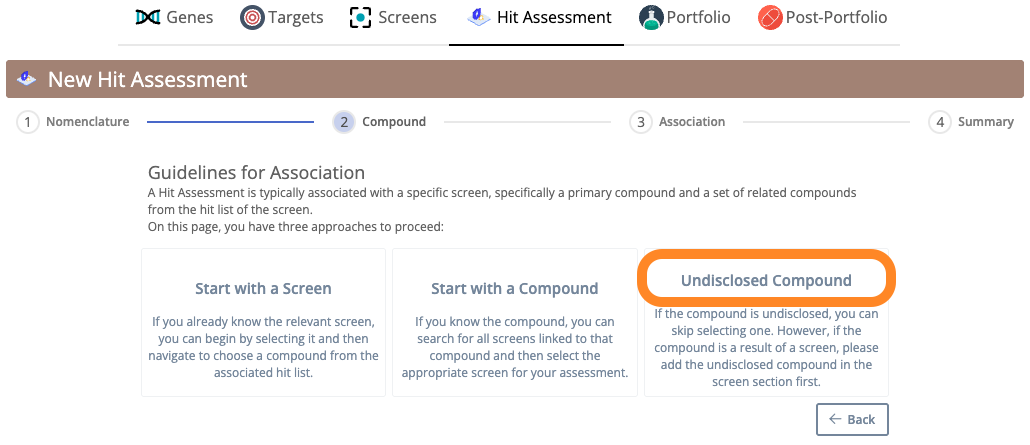 Genes Targets Screens Hit Assessment Portfolio Post-Portfolio
New Hit Assessment
1 Nomenclature 2 Compound 3 Association 4 Summary
Guidelines for Association
A Hit Assessment is typically associated with a specific screen, specifically a primary compound and a set of related compounds
from the hit list of the screen.
On this page, you have three approaches to proceed:
Start with a Screen
If you already know the relevant screen,
you can begin by selecting it and then
navigate to choose a compound from the
associated hit list.
Start with a Compound
If you know the compound, you can
search for all screens linked to that
compound and then select the
appropriate screen for your assessment.
Undisclosed Compound
If the compound is undisclosed, you can
skip selecting one. However, if the
compound is a result of a screen, please
add the undisclosed compound in the
screen section first.
Back